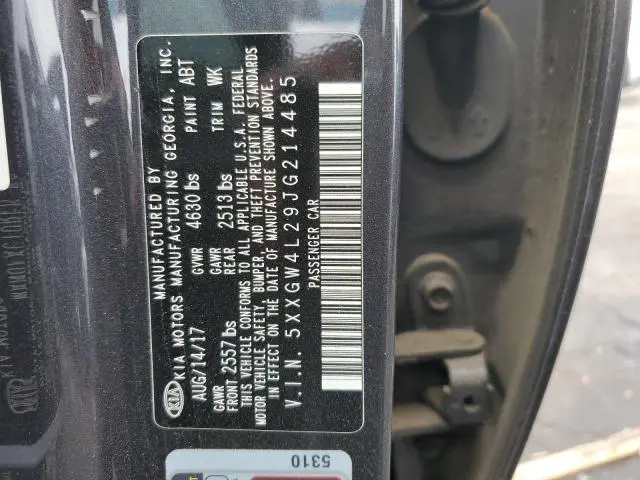 MANUFACTURED BY
KIA KIA MOTORS MANUFACTURING GEORGIA, INC.
AUG/14/17 GVWR 4630 lbs PAINT ABT
GAWR FRONT 2557 lbs GAWR REAR 2513 lbs TRIM WK
THIS VEHICLE CONFORMS TO ALL APPLICABLE U.S.A. FEDERAL
MOTOR VEHICLE SAFETY, BUMPER, AND THEFT PREVENTION STANDARDS
IN EFFECT ON THE DATE OF MANUFACTURE SHOWN ABOVE.
V.I.N. 5XXGW4L29JG214485
PASSENGER CAR
5310